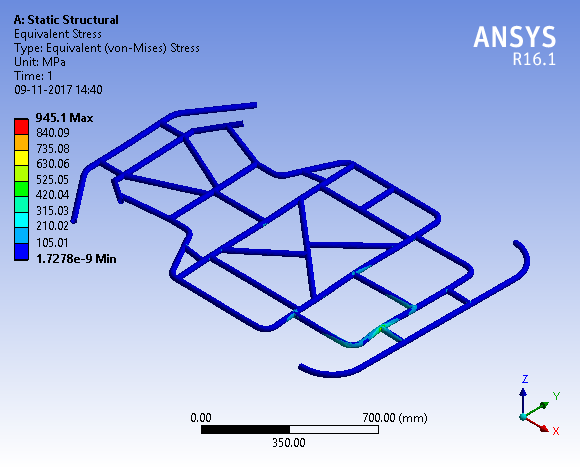 A: Static Structural
Equivalent Stress
Type: Equivalent (von-Mises) Stress
Unit: MPa
Time: 1
09-11-2017 14:40
ANSYS
R16.1
945.1 Max
840.09
735.08
630.06
525.05
420.04
315.03
210.02
105.01
1.7278e-9 Min
0.00
700.00 (mm)
350.00
Z
Y
X